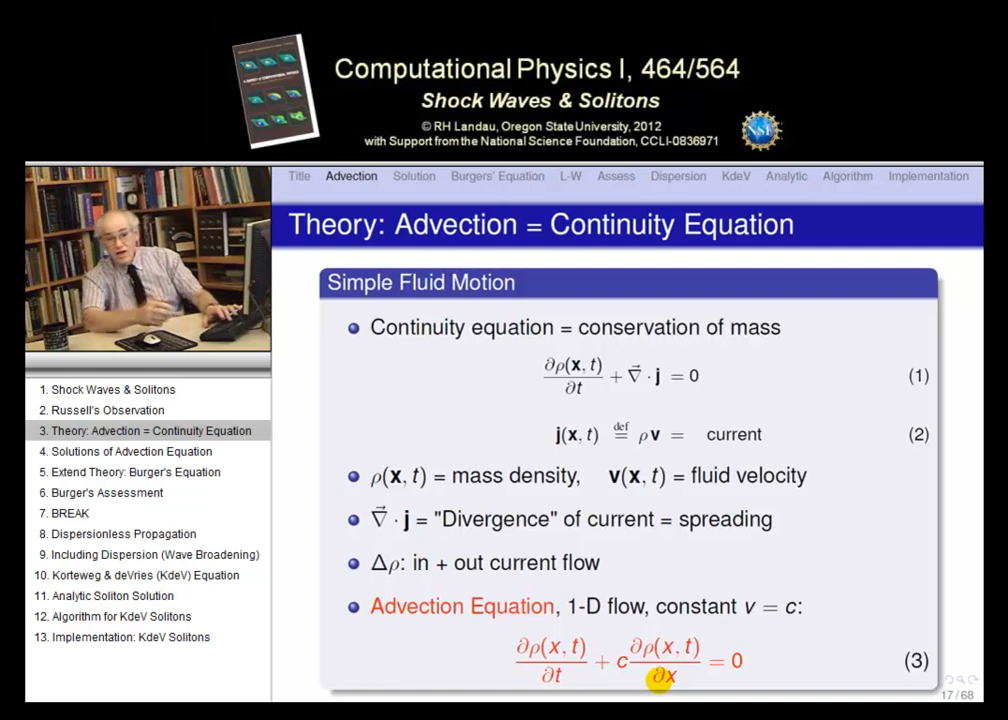 Computational Physics I, 464/564
Shock Waves & Solitons
© RH Landau, Oregon State University, 2012
with Support from the National Science Foundation, CCLI-0836971
NSF
Title Advection Solution Burgers' Equation L-W Assess Dispersion KdeV Analytic Algorithm Implementation
Theory: Advection = Continuity Equation
Simple Fluid Motion
Continuity equation = conservation of mass
∂ρ(x, t)/∂t + ∇⃗ · j = 0 (1)
j(x, t) ≝ ρv = current (2)
ρ(x, t) = mass density, v(x, t) = fluid velocity
∇⃗ · j = "Divergence" of current = spreading
Δρ: in + out current flow
Advection Equation, 1-D flow, constant v = c:
∂ρ(x, t)/∂t + c ∂ρ(x, t)/∂x = 0 (3)
17 / 68
1. Shock Waves & Solitons
2. Russell's Observation
3. Theory: Advection = Continuity Equation
4. Solutions of Advection Equation
5. Extend Theory: Burger's Equation
6. Burger's Assessment
7. BREAK
8. Dispersionless Propagation
9. Including Dispersion (Wave Broadening)
10. Korteweg & deVries (KdeV) Equation
11. Analytic Soliton Solution
12. Algorithm for KdeV Solitons
13. Implementation: KdeV Solitons